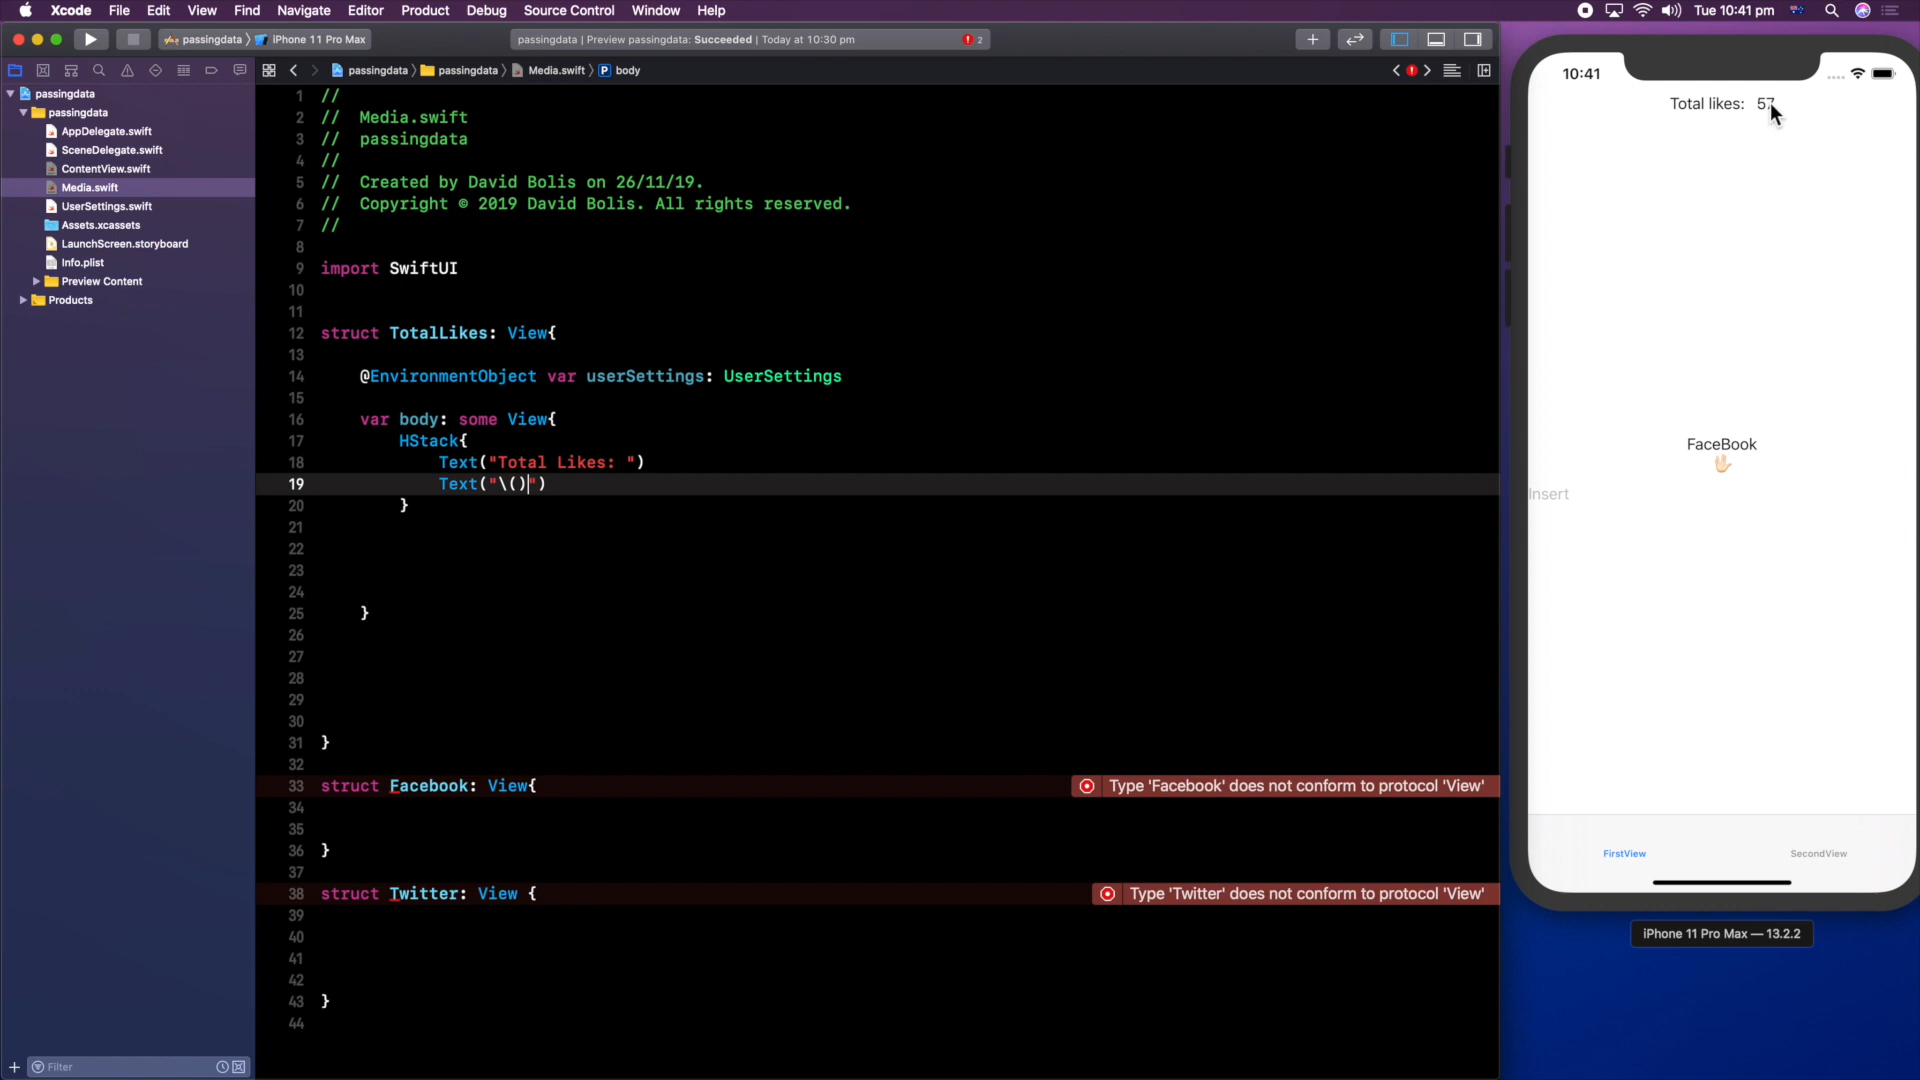 Xcode File Edit View Find Navigate Editor Product Debug Source Control Window Help
Tue 10:41 pm
passingdata iPhone 11 Pro Max
passingdata | Preview passingdata: Succeeded | Today at 10:30 pm
2
passingdata passingdata Media.swift P body
passingdata
passingdata
AppDelegate.swift
SceneDelegate.swift
ContentView.swift
Media.swift
UserSettings.swift
Assets.xcassets
LaunchScreen.storyboard
Info.plist
Preview Content
Products
Filter
1 //
2 // Media.swift
3 // passingdata
4 //
5 // Created by David Bolis on 26/11/19.
6 // Copyright © 2019 David Bolis. All rights reserved.
7 //
8
9 import SwiftUI
10
11
12 struct TotalLikes: View{
13
14 @EnvironmentObject var userSettings: UserSettings
15
16 var body: some View{
17 HStack{
18 Text("Total Likes: ")
19 Text("\()")
20 }
21
22
23
24
25 }
26
27
28
29
30
31 }
32
33 struct Facebook: View{ Type 'Facebook' does not conform to protocol 'View'
34
35
36 }
37
38 struct Twitter: View { Type 'Twitter' does not conform to protocol 'View'
39
40
41
42
43 }
44
10:41
Total likes: 57
FaceBook
Insert
FirstView SecondView
iPhone 11 Pro Max — 13.2.2